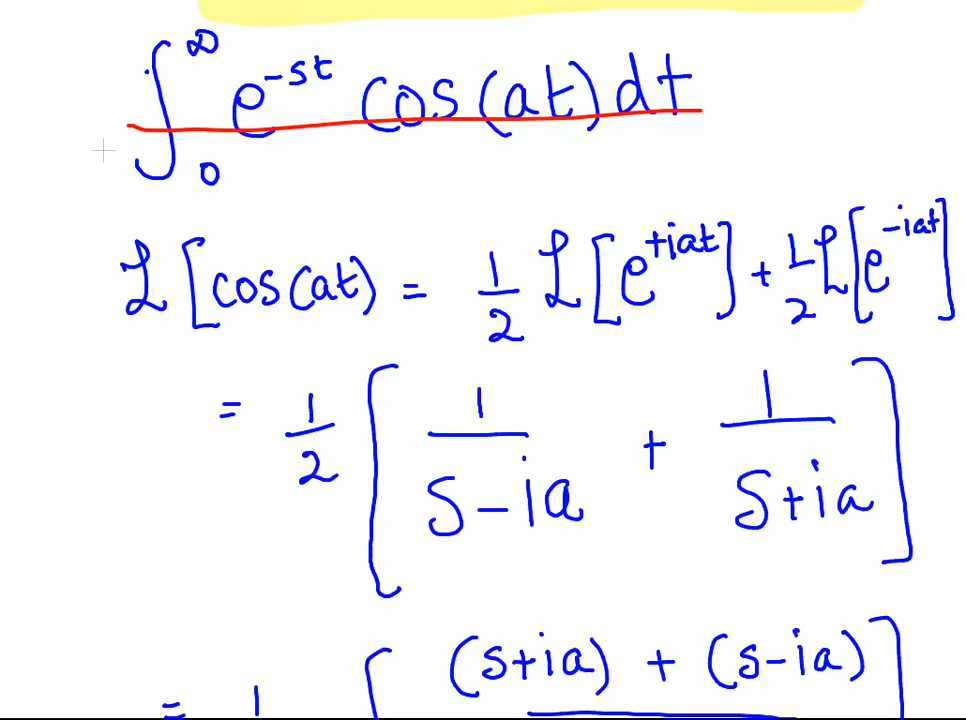 ∫₀^∞ e^{-st} cos(at) dt
ℒ[cos(at) = 1/2 ℒ[e^{+iat}] + 1/2 ℒ[e^{-iat}]
= 1/2 [1/(s-ia) + 1/(s+ia)]
= 1 [(s+ia) + (s-ia)]